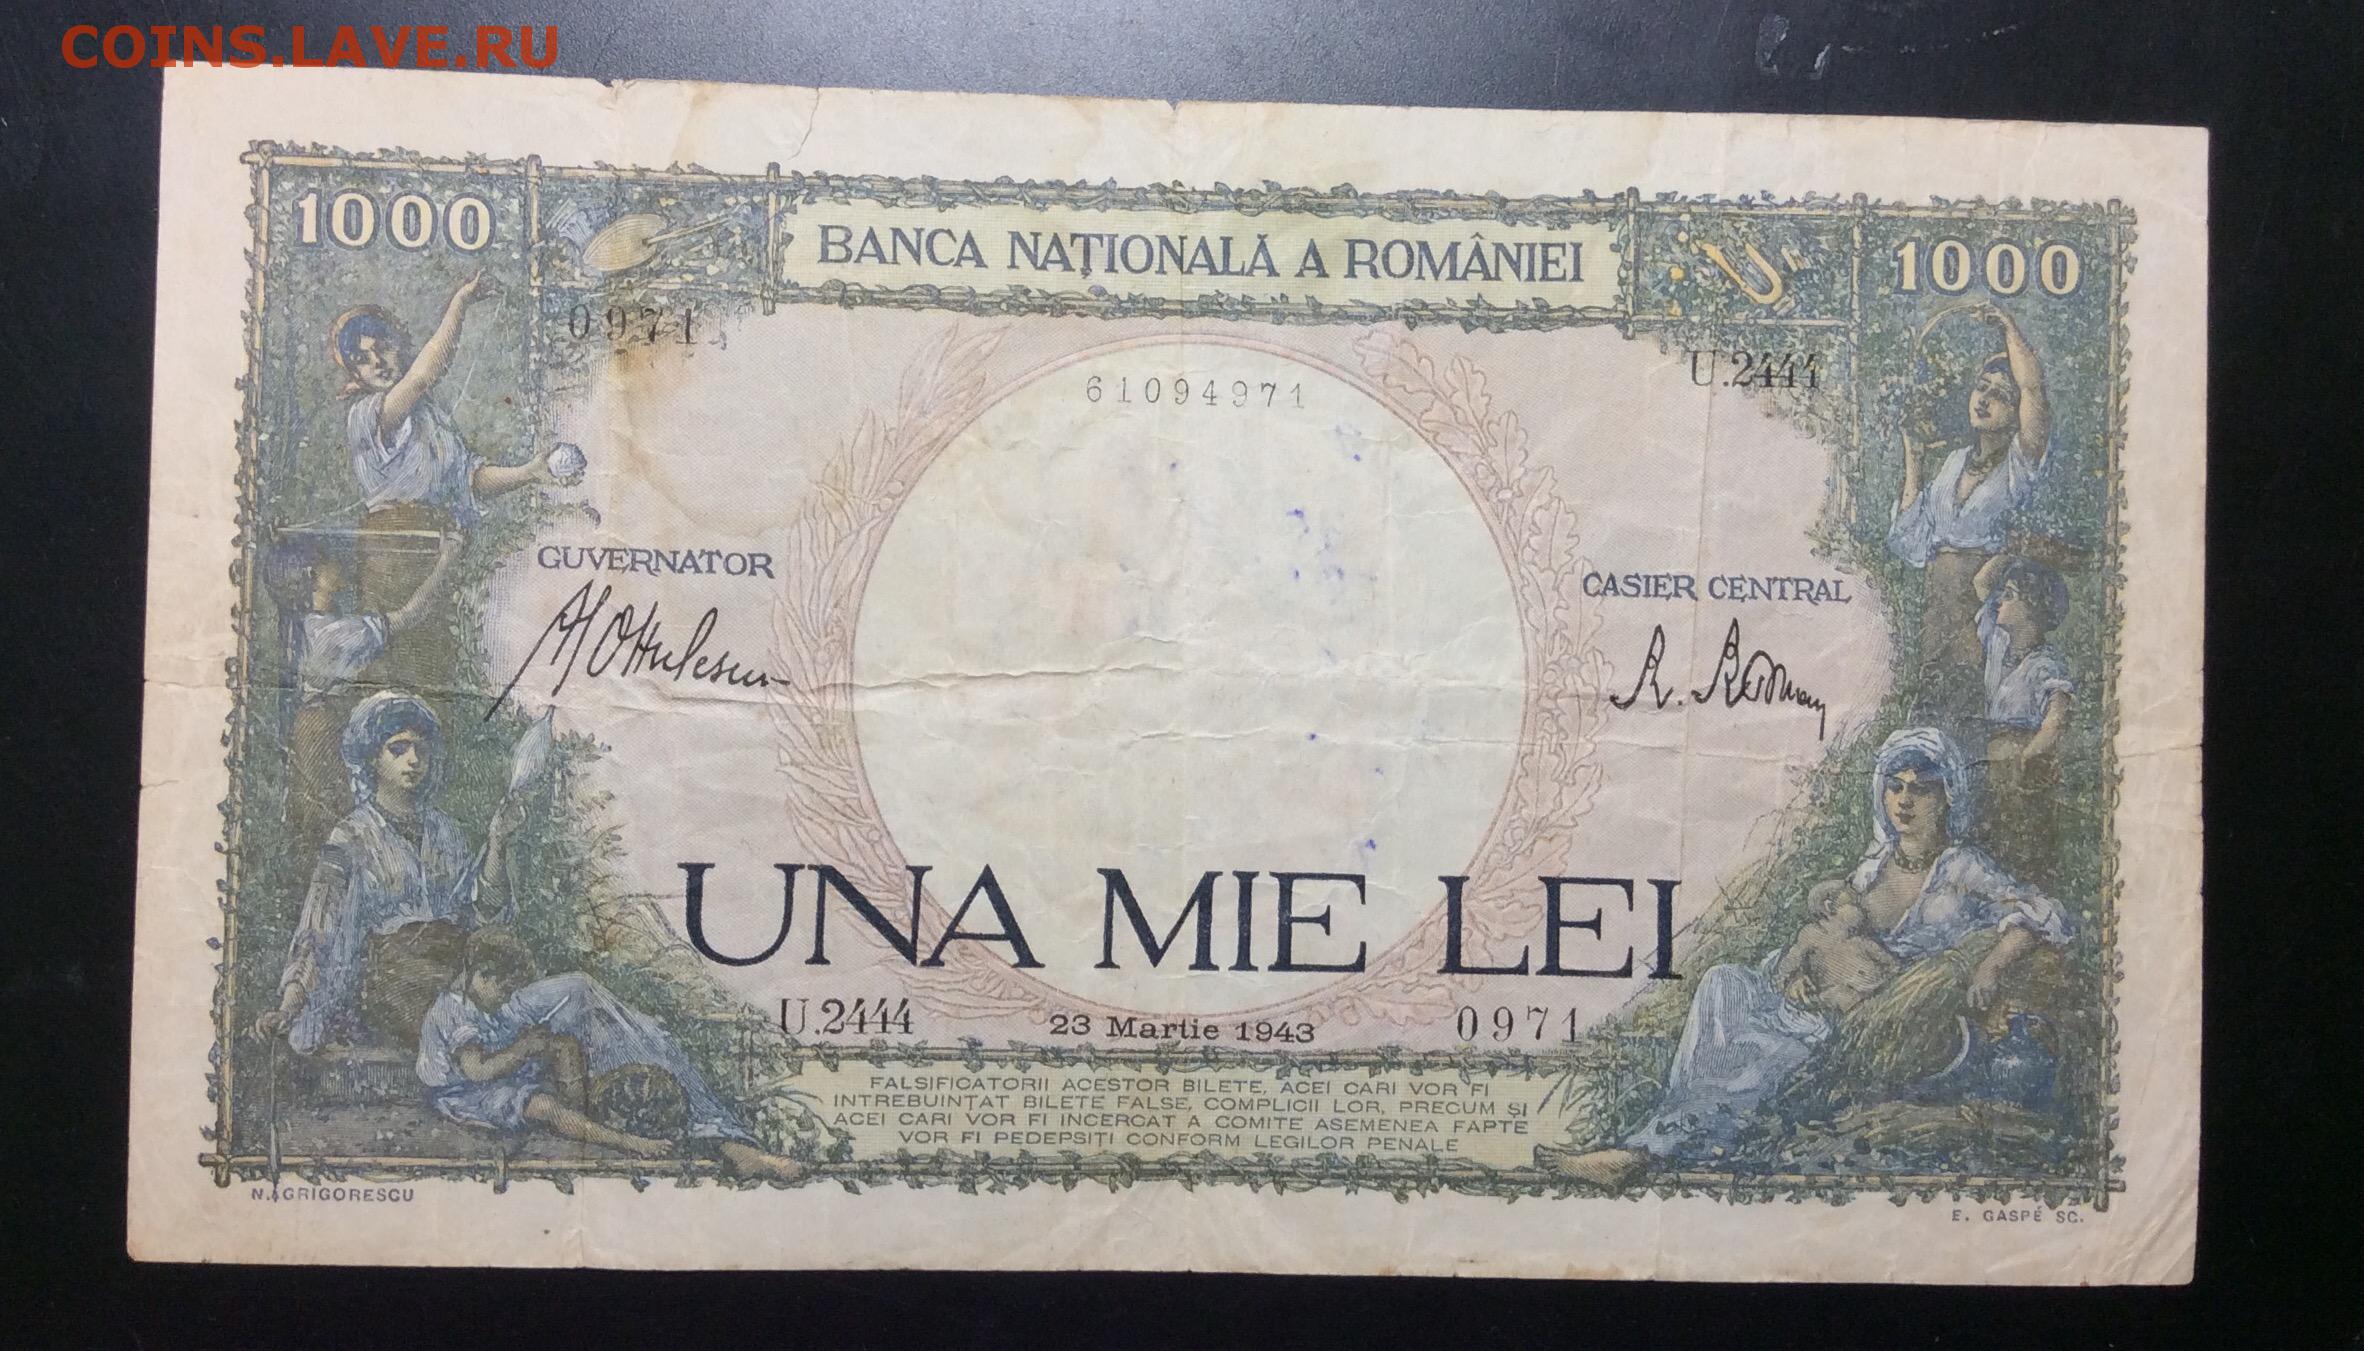 COINS.LAVE.RU
1000
BANCA NAȚIONALĂ A ROMÂNIEI
1000
0971
U.2444
61094971
GUVERNATOR
CASIER CENTRAL
UNA MIE LEI
U.2444
23 Martie 1943
0971
FALSIFICATORII ACESTOR BILETE, ACEI CARI VOR FI
INTREBUINȚAT BILETE FALSE, COMPLICII LOR, PRECUM ȘI
ACEI CARI VOR FI INCERCAT A COMITE ASEMENEA FAPTE
VOR FI PEDEPSIȚI CONFORM LEGILOR PENALE
N. GRIGORESCU
E. GASPÉ SC.